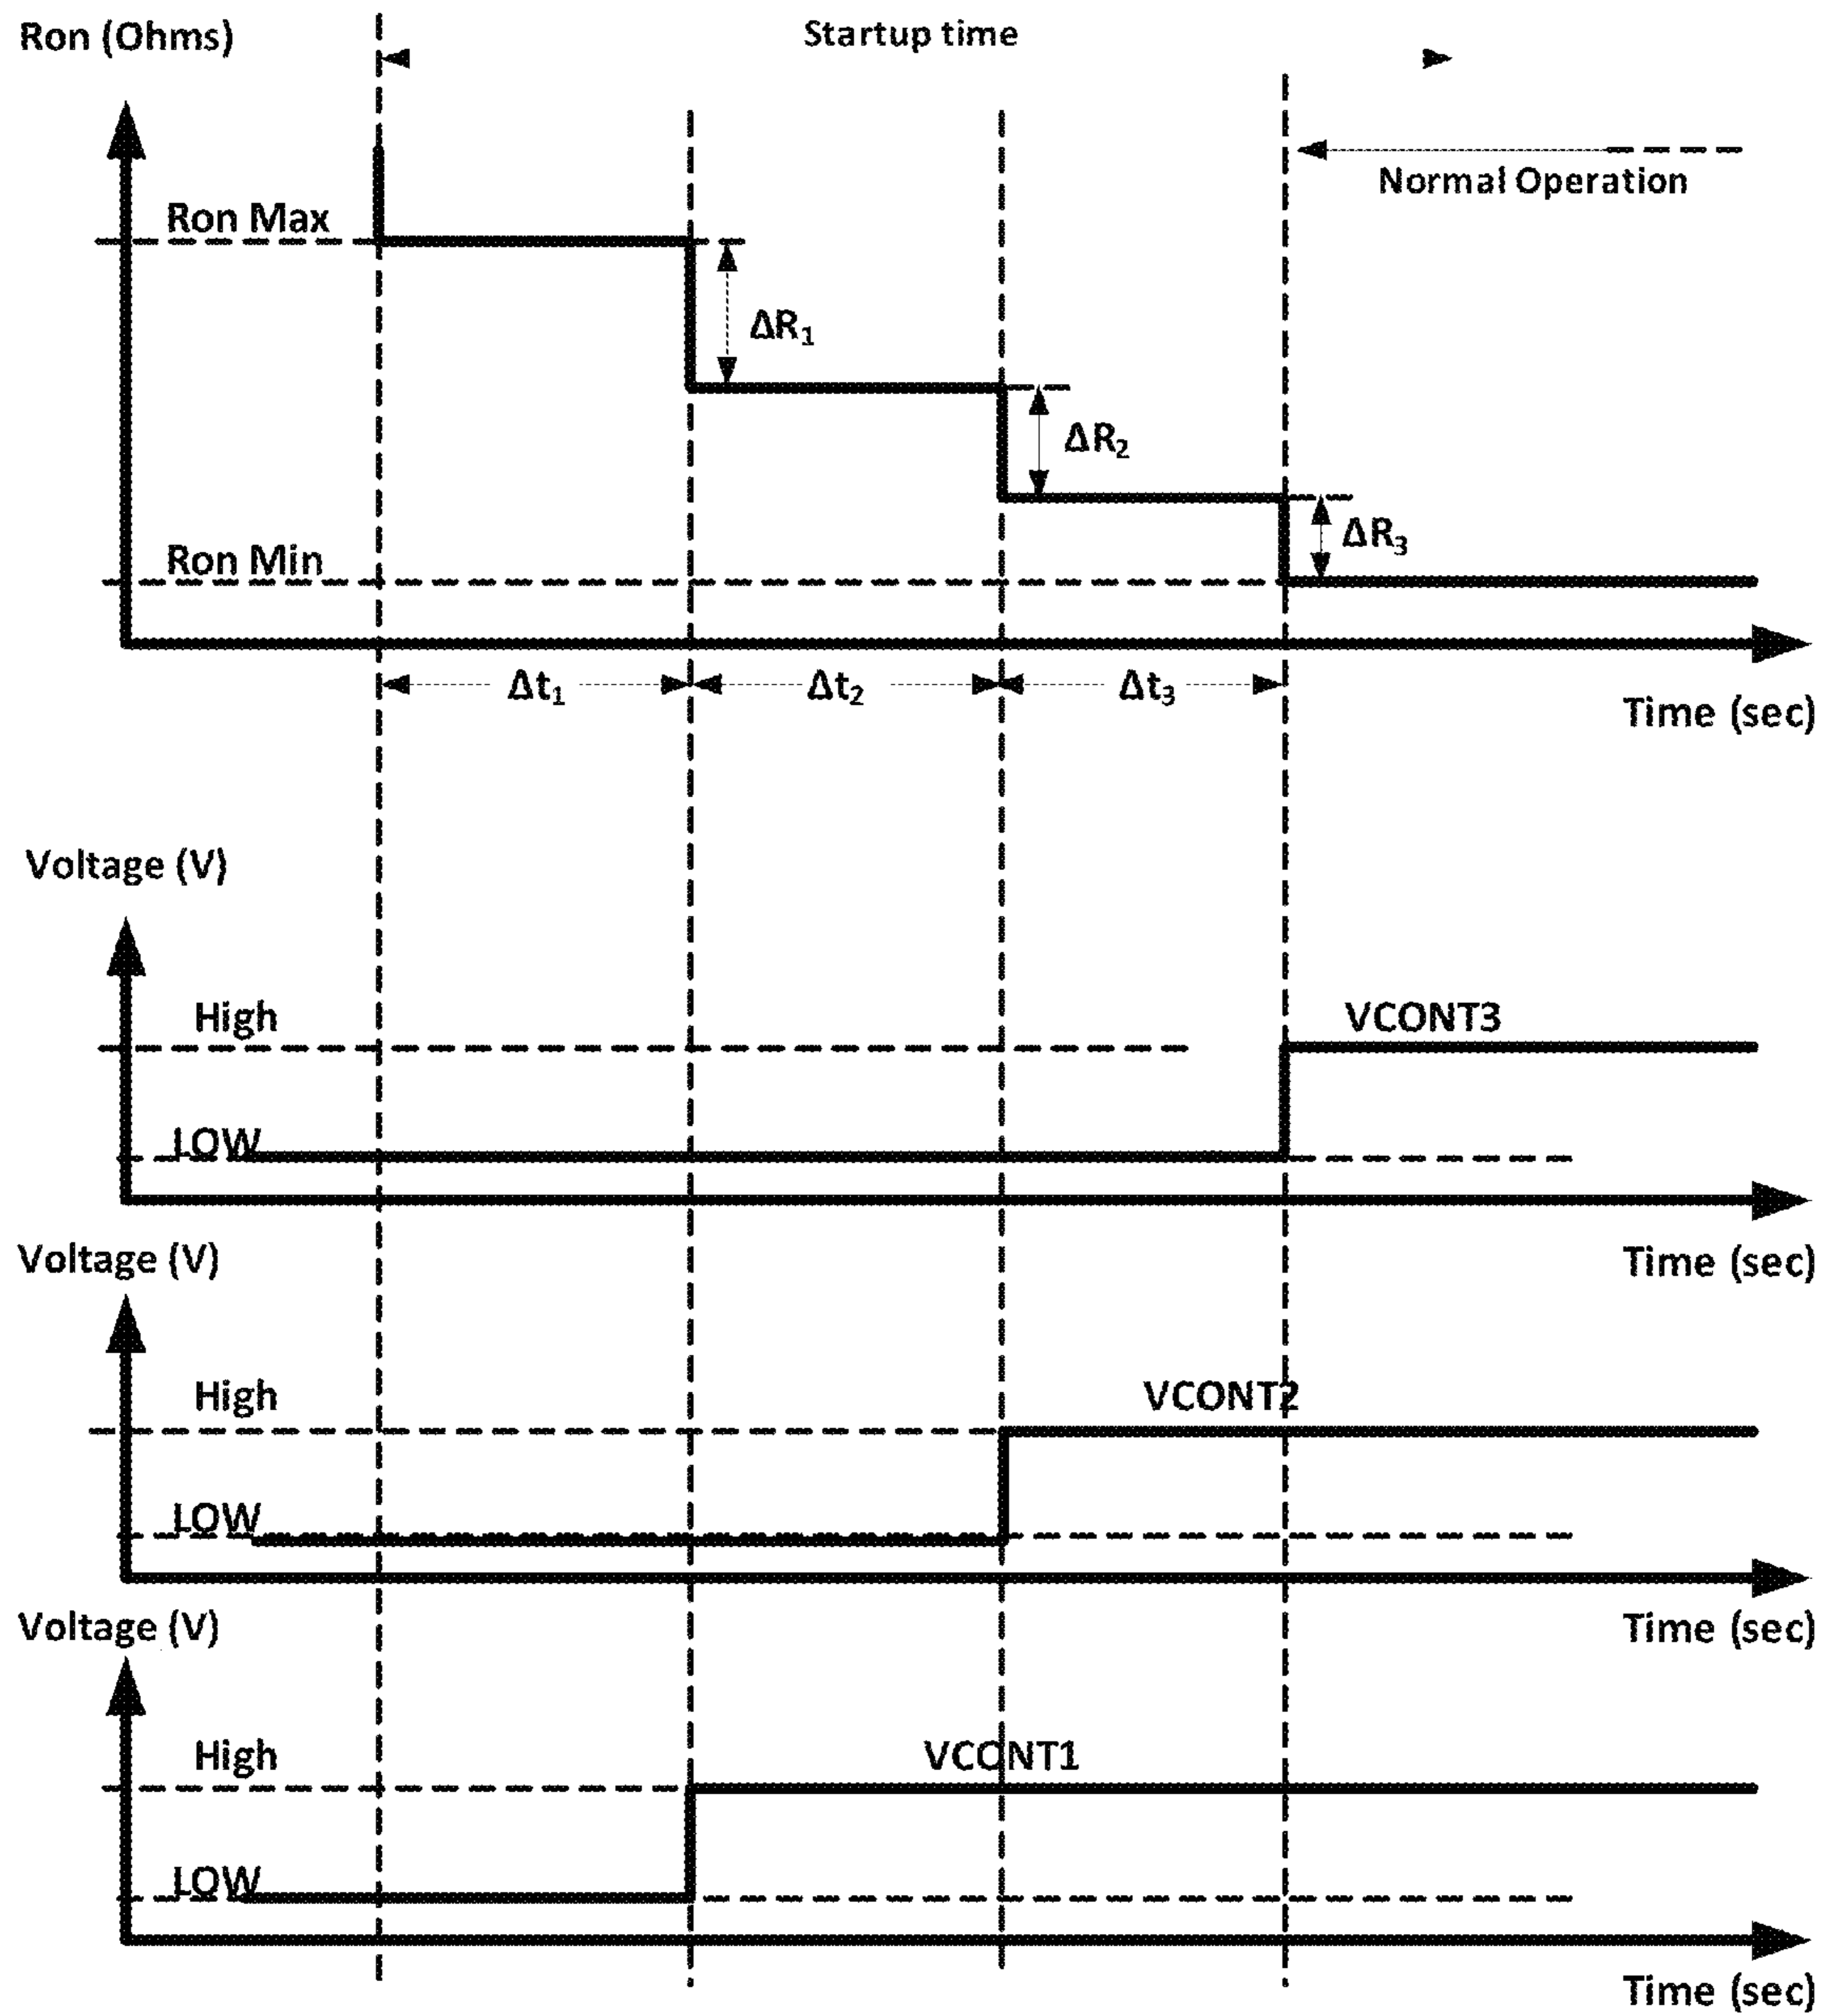 Ron (Ohms)
Startup time
Normal Operation
Ron Max
ΔR₁
ΔR₂
ΔR₃
Ron Min
Δt₁
Δt₂
Δt₃
Time (sec)
Voltage (V)
High
VCONT3
LOW
Voltage (V)
Time (sec)
High
VCONT2
LOW
Voltage (V)
Time (sec)
High
VCONT1
LOW
Time (sec)